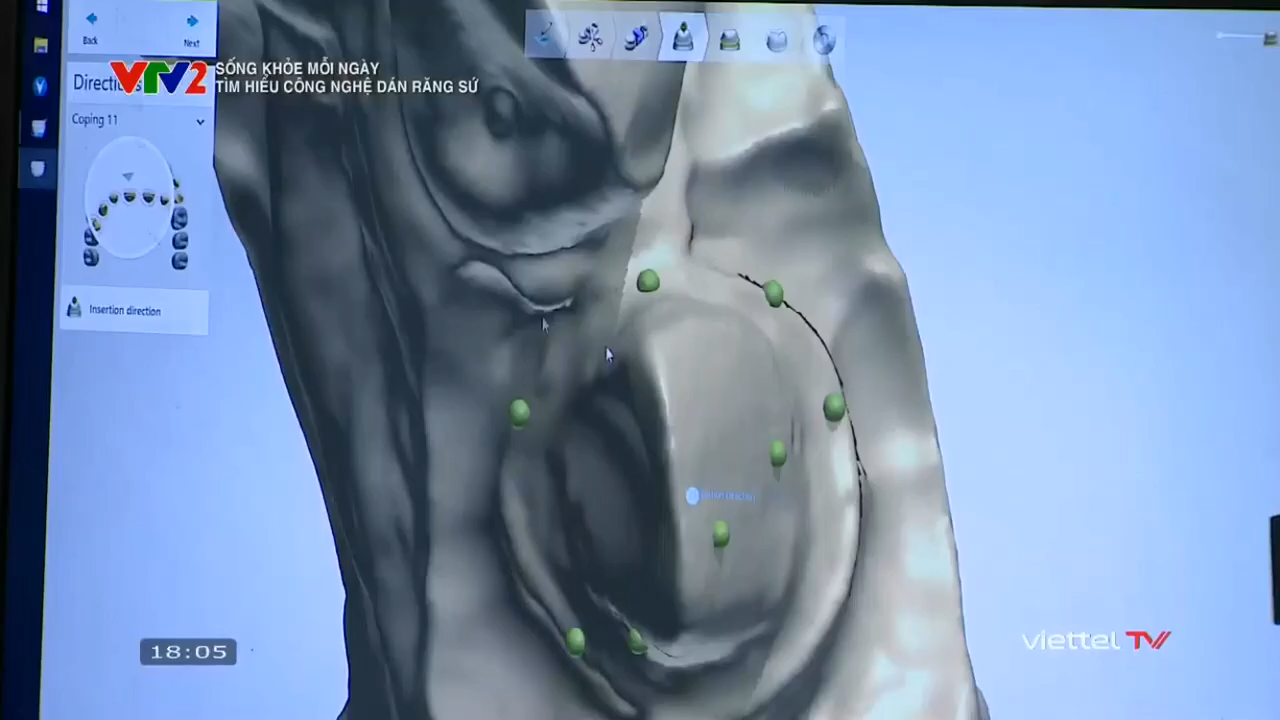 Back
Next
VTV2
SỐNG KHỎE MỖI NGÀY
TÌM HIỂU CÔNG NGHỆ DÁN RĂNG SỨ
Coping 11
Insertion direction
18:05
viettel TV